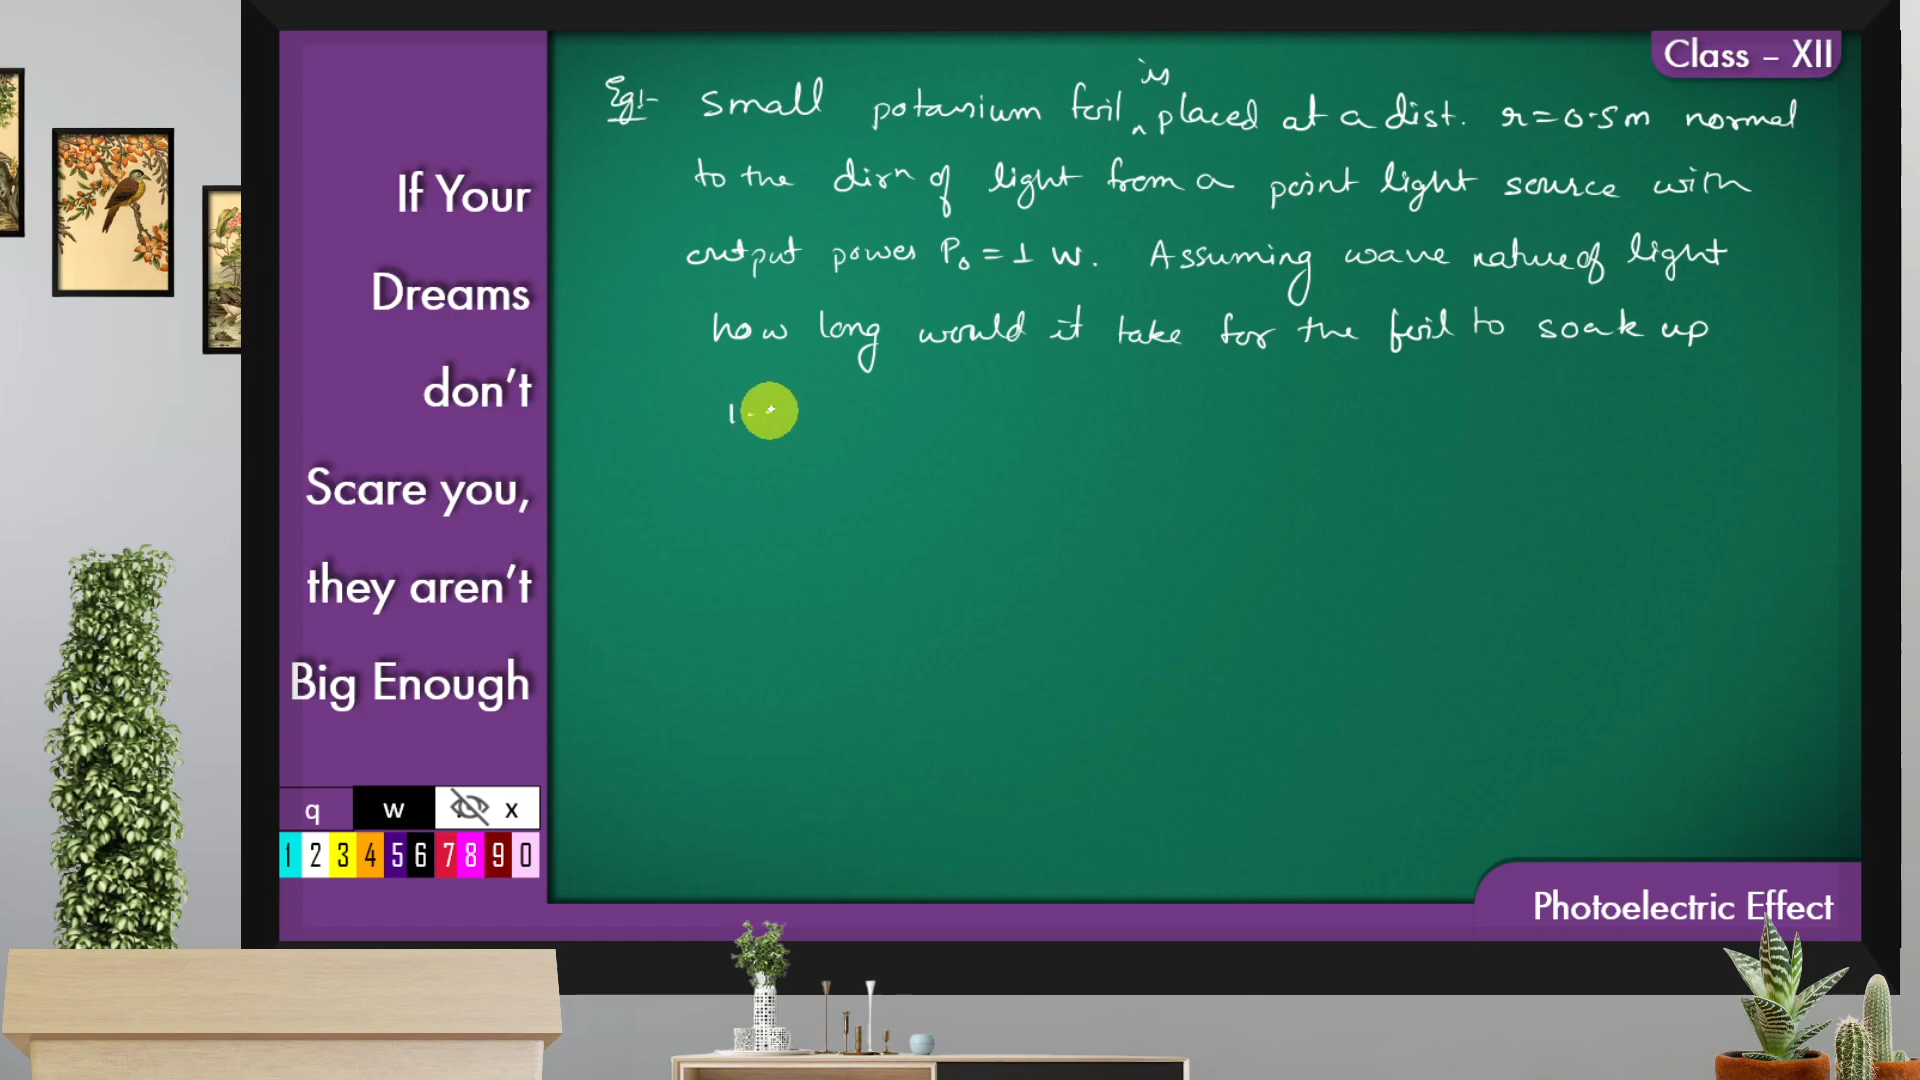 Class – XII
Eg:- Small potasium foil is placed at a dist. r = 0.5m normal
to the dirn of light from a point light source with
output power P₀ = 1 W. Assuming wave nature of light
how long would it take for the foil to soak up
1.
If Your
Dreams
don't
Scare you,
they aren't
Big Enough
q w x
1 2 3 4 5 6 7 8 9 0
Photoelectric Effect